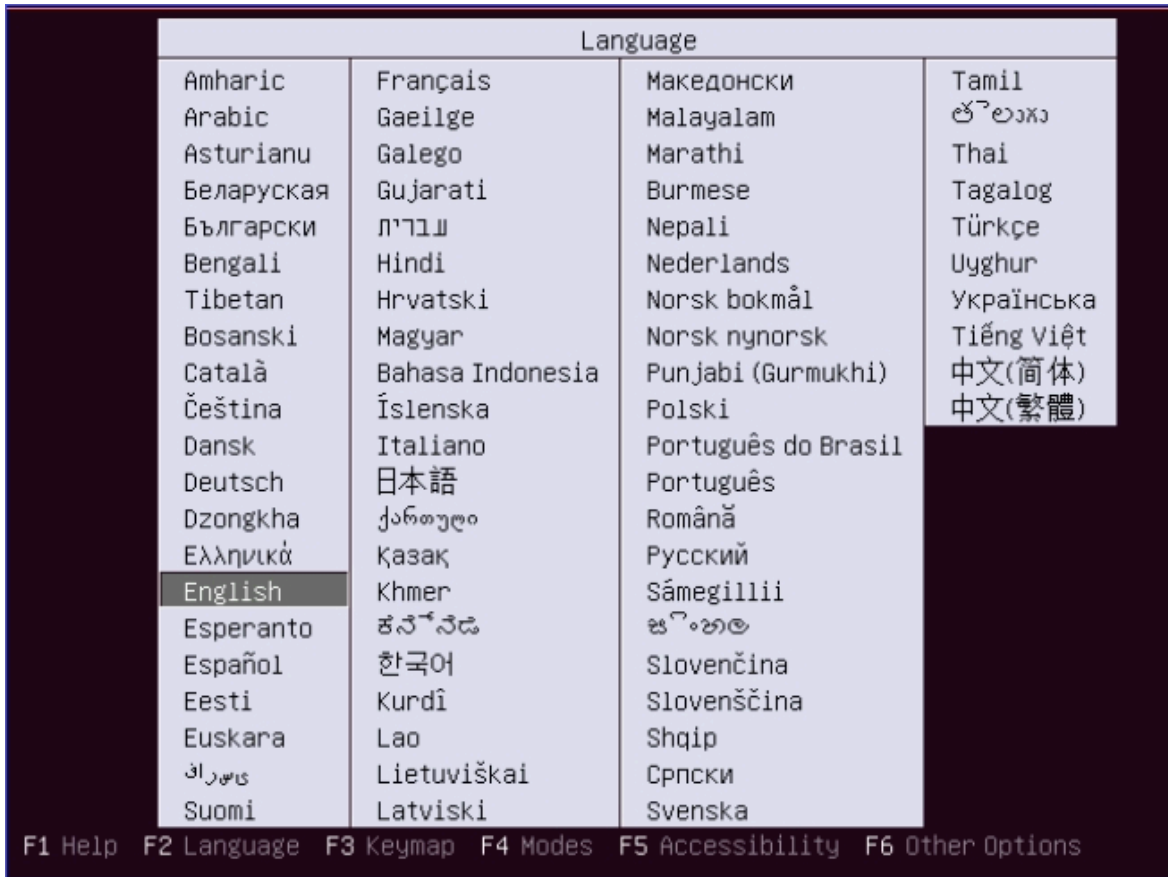 Language
Amharic
Arabic
Asturianu
Беларуская
Български
Bengali
Tibetan
Bosanski
Català
Čeština
Dansk
Deutsch
Dzongkha
Ελληνικά
English
Esperanto
Español
Eesti
Euskara
ﻰﺳﺭﺎﻓ
Suomi
Français
Gaeilge
Galego
Gujarati
עברית
Hindi
Hrvatski
Magyar
Bahasa Indonesia
Íslenska
Italiano
日本語
ქართული
Қазақ
Khmer
ಕನ್ನಡ
한국어
Kurdî
Lao
Lietuviškai
Latviski
Македонски
Malayalam
Marathi
Burmese
Nepali
Nederlands
Norsk bokmål
Norsk nynorsk
Punjabi (Gurmukhi)
Polski
Português do Brasil
Português
Română
Русский
Sámegillii
සිංහල
Slovenčina
Slovenščina
Shqip
Српски
Svenska
Tamil
తెలుగు
Thai
Tagalog
Türkçe
Uyghur
Українська
Tiếng Việt
中文(简体)
中文(繁體)
F1 Help F2 Language F3 Keymap F4 Modes F5 Accessibility F6 Other Options